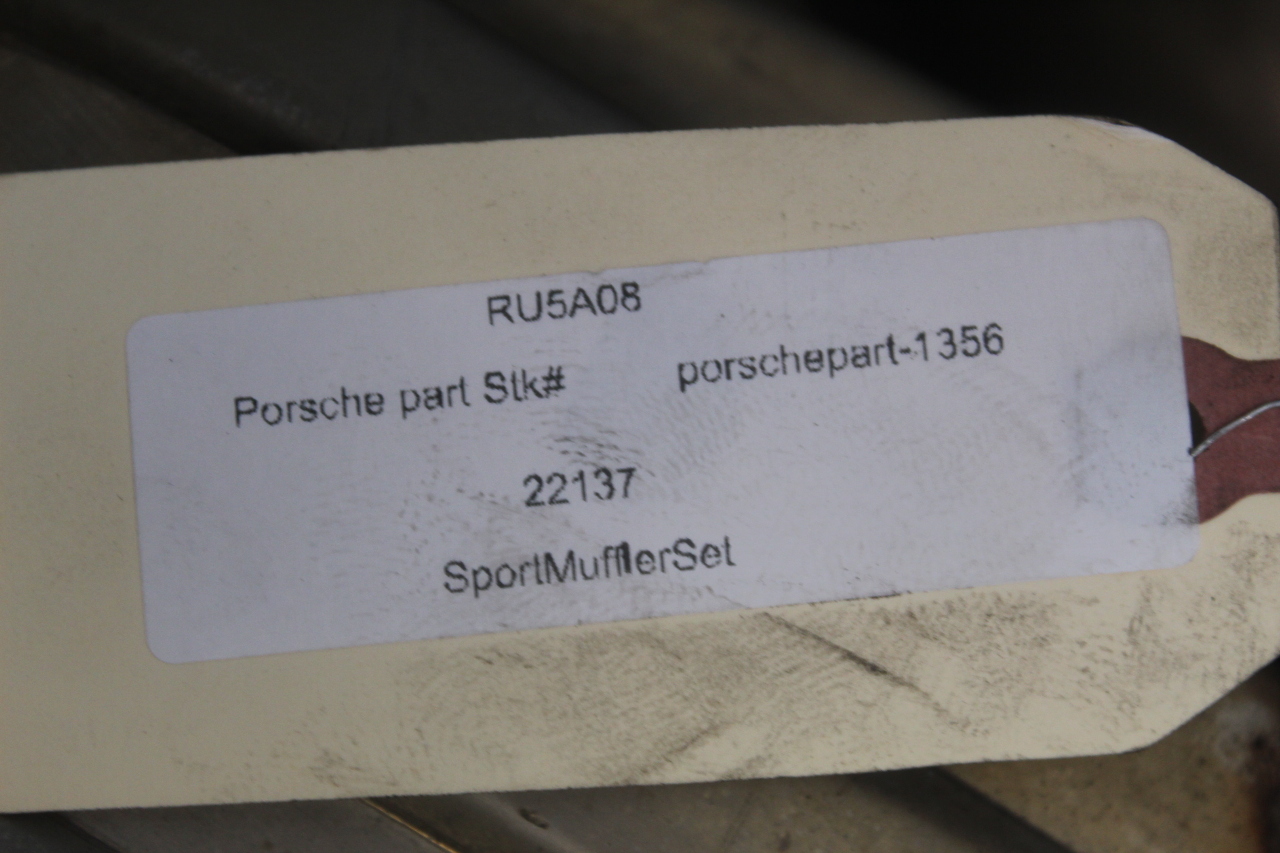 RU5A08
Porsche part Stk# porschepart-1356
22137
SportMufflerSet